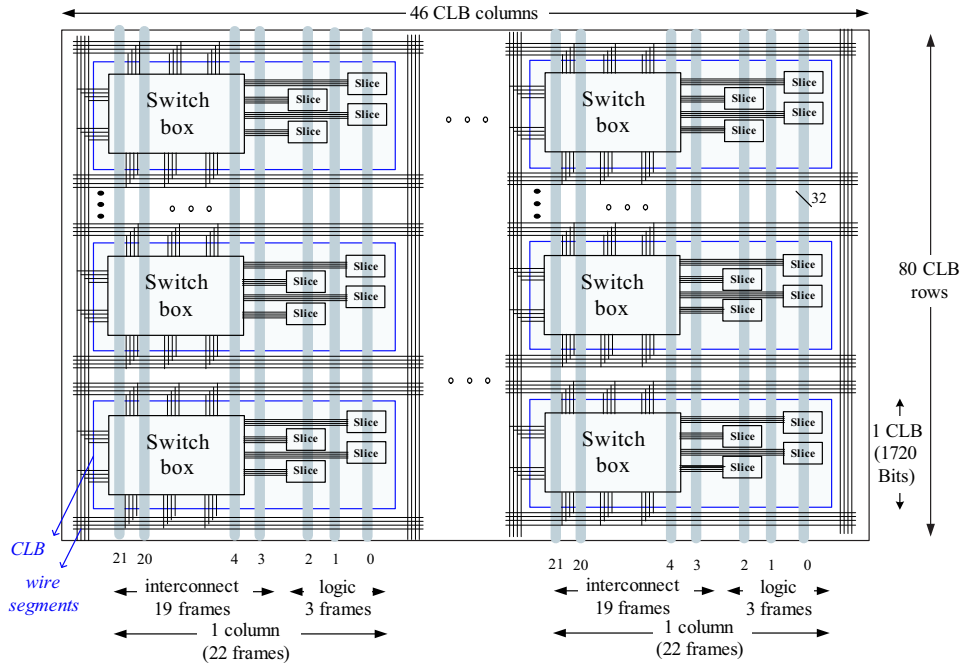 46 CLB columns
Slice
Slice
Slice
Slice
Switch
box
Slice
Slice
Slice
Slice
Switch
box
32
Slice
Slice
Slice
Slice
Switch
box
Slice
Slice
Slice
Slice
Switch
box
80 CLB
rows
Slice
Slice
Slice
Slice
Switch
box
Slice
Slice
Slice
Slice
Switch
box
1 CLB
(1720
Bits)
CLB
wire
segments
21 20 4 3 2 1 0
21 20 4 3 2 1 0
interconnect
19 frames
logic
3 frames
interconnect
19 frames
logic
3 frames
1 column
(22 frames)
1 column
(22 frames)